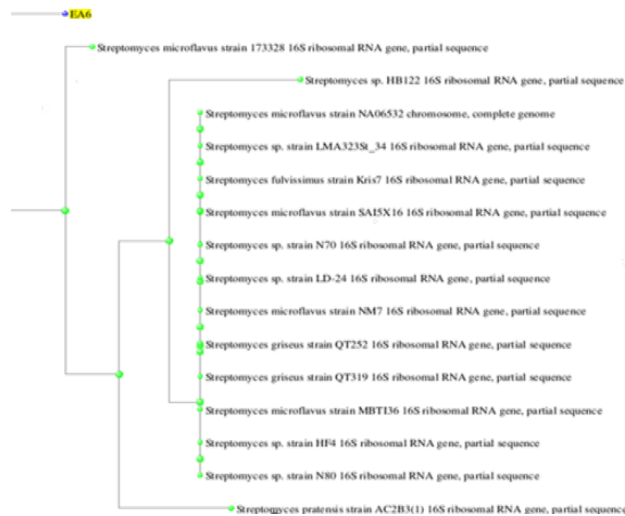 EA6
Streptomyces microflavus strain 173328 16S ribosomal RNA gene, partial sequence
Streptomyces sp. HB122 16S ribosomal RNA gene, partial sequence
Streptomyces microflavus strain NA06532 chromosome, complete genome
Streptomyces sp. strain LMA323St_34 16S ribosomal RNA gene, partial sequence
Streptomyces fulvissimus strain Kris7 16S ribosomal RNA gene, partial sequence
Streptomyces microflavus strain SAI5X16 16S ribosomal RNA gene, partial sequence
Streptomyces sp. strain N70 16S ribosomal RNA gene, partial sequence
Streptomyces sp. strain LD-24 16S ribosomal RNA gene, partial sequence
Streptomyces microflavus strain NM7 16S ribosomal RNA gene, partial sequence
Streptomyces griseus strain QT252 16S ribosomal RNA gene, partial sequence
Streptomyces griseus strain QT319 16S ribosomal RNA gene, partial sequence
Streptomyces microflavus strain MBTI36 16S ribosomal RNA gene, partial sequence
Streptomyces sp. strain HF4 16S ribosomal RNA gene, partial sequence
Streptomyces sp. strain N80 16S ribosomal RNA gene, partial sequence
Streptomyces pratensis strain AC2B3(1) 16S ribosomal RNA gene, partial sequence